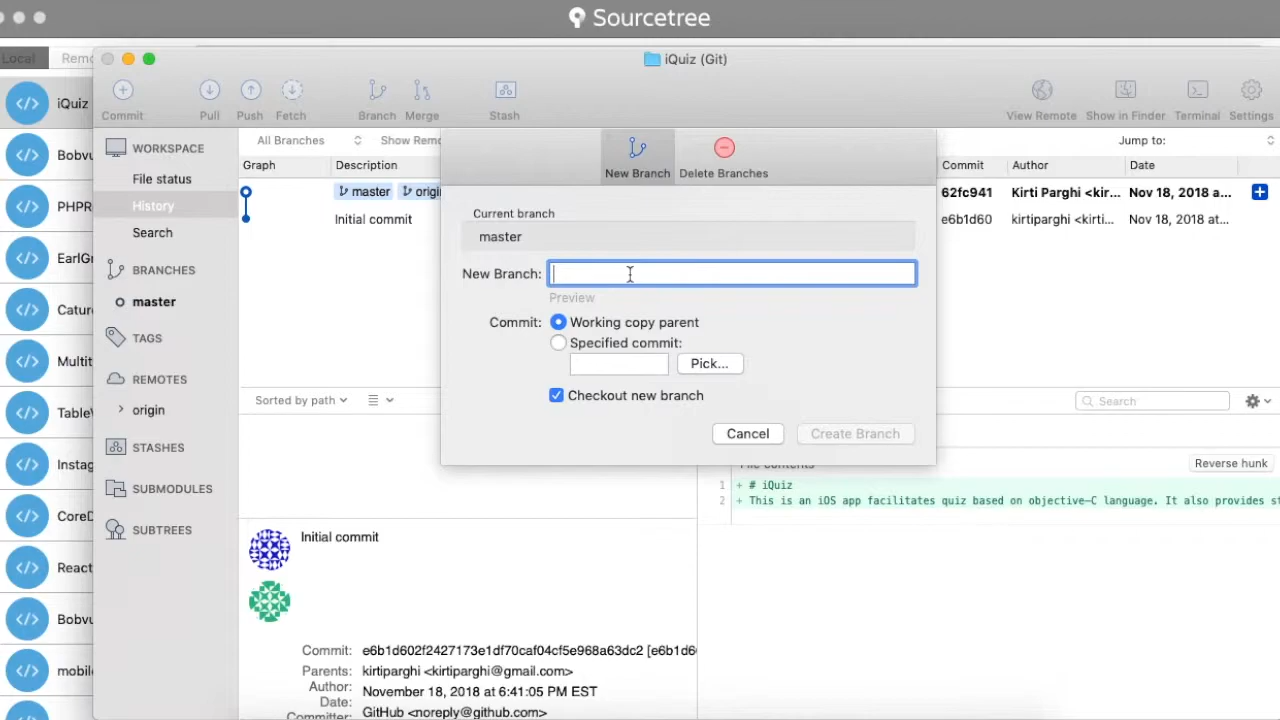 Sourcetree
Local Remo
iQuiz (Git)
Commit Pull Push Fetch Branch Merge Stash View Remote Show in Finder Terminal Settings
iQuiz
Bobvu
PHPR
EarlG
Catur
Multit
TableV
Instag
CoreD
React
Bobvu
mobile
WORKSPACE
File status
History
Search
BRANCHES
master
TAGS
REMOTES
origin
STASHES
SUBMODULES
SUBTREES
All Branches Show Remo Jump to:
Graph Description Commit Author Date
master origi 62fc941 Kirti Parghi <kir... Nov 18, 2018 a...
Initial commit e6b1d60 kirtiparghi <kirti... Nov 18, 2018 at...
New Branch Delete Branches
Current branch
master
New Branch:
Preview
Commit: Working copy parent
Specified commit:
Pick...
Checkout new branch
Cancel Create Branch
Sorted by path Search
File contents Reverse hunk
1 + # iQuiz
2 + This is an iOS app facilitates quiz based on objective-C language. It also provides st
Initial commit
Commit: e6b1d602f2427173e1df70caf04cf5e968a63dc2 [e6b1d6
Parents: kirtiparghi <kirtiparghi@gmail.com>
Author: November 18, 2018 at 6:41:05 PM EST
Date: GitHub <noreply@github.com>
Committer: